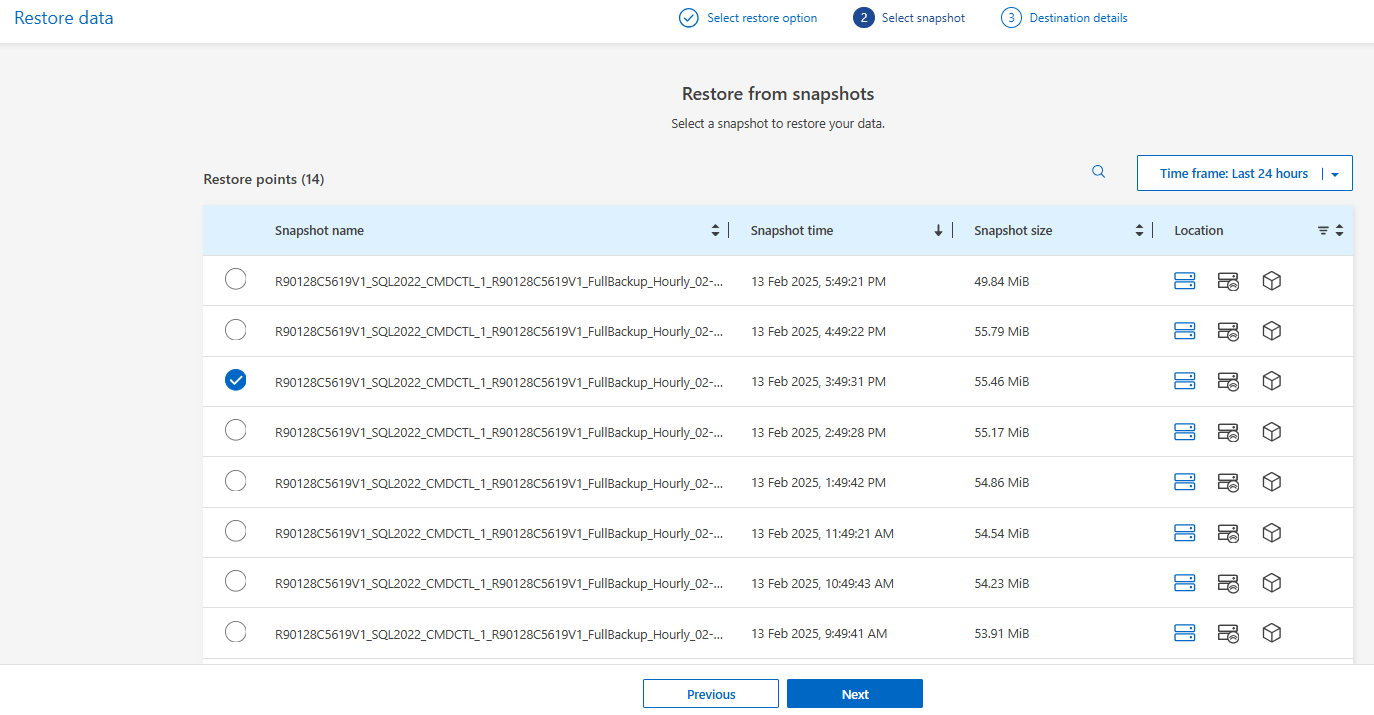 Restore data
Select restore option
2 Select snapshot
3 Destination details
Restore from snapshots
Select a snapshot to restore your data.
Restore points (14)
Time frame: Last 24 hours
Snapshot name Snapshot time Snapshot size Location
R90128C5619V1_SQL2022_CMDCTL_1_R90128C5619V1_FullBackup_Hourly_02-... 13 Feb 2025, 5:49:21 PM 49.84 MiB
R90128C5619V1_SQL2022_CMDCTL_1_R90128C5619V1_FullBackup_Hourly_02-... 13 Feb 2025, 4:49:22 PM 55.79 MiB
R90128C5619V1_SQL2022_CMDCTL_1_R90128C5619V1_FullBackup_Hourly_02-... 13 Feb 2025, 3:49:31 PM 55.46 MiB
R90128C5619V1_SQL2022_CMDCTL_1_R90128C5619V1_FullBackup_Hourly_02-... 13 Feb 2025, 2:49:28 PM 55.17 MiB
R90128C5619V1_SQL2022_CMDCTL_1_R90128C5619V1_FullBackup_Hourly_02-... 13 Feb 2025, 1:49:42 PM 54.86 MiB
R90128C5619V1_SQL2022_CMDCTL_1_R90128C5619V1_FullBackup_Hourly_02-... 13 Feb 2025, 11:49:21 AM 54.54 MiB
R90128C5619V1_SQL2022_CMDCTL_1_R90128C5619V1_FullBackup_Hourly_02-... 13 Feb 2025, 10:49:43 AM 54.23 MiB
R90128C5619V1_SQL2022_CMDCTL_1_R90128C5619V1_FullBackup_Hourly_02-... 13 Feb 2025, 9:49:41 AM 53.91 MiB
Previous Next